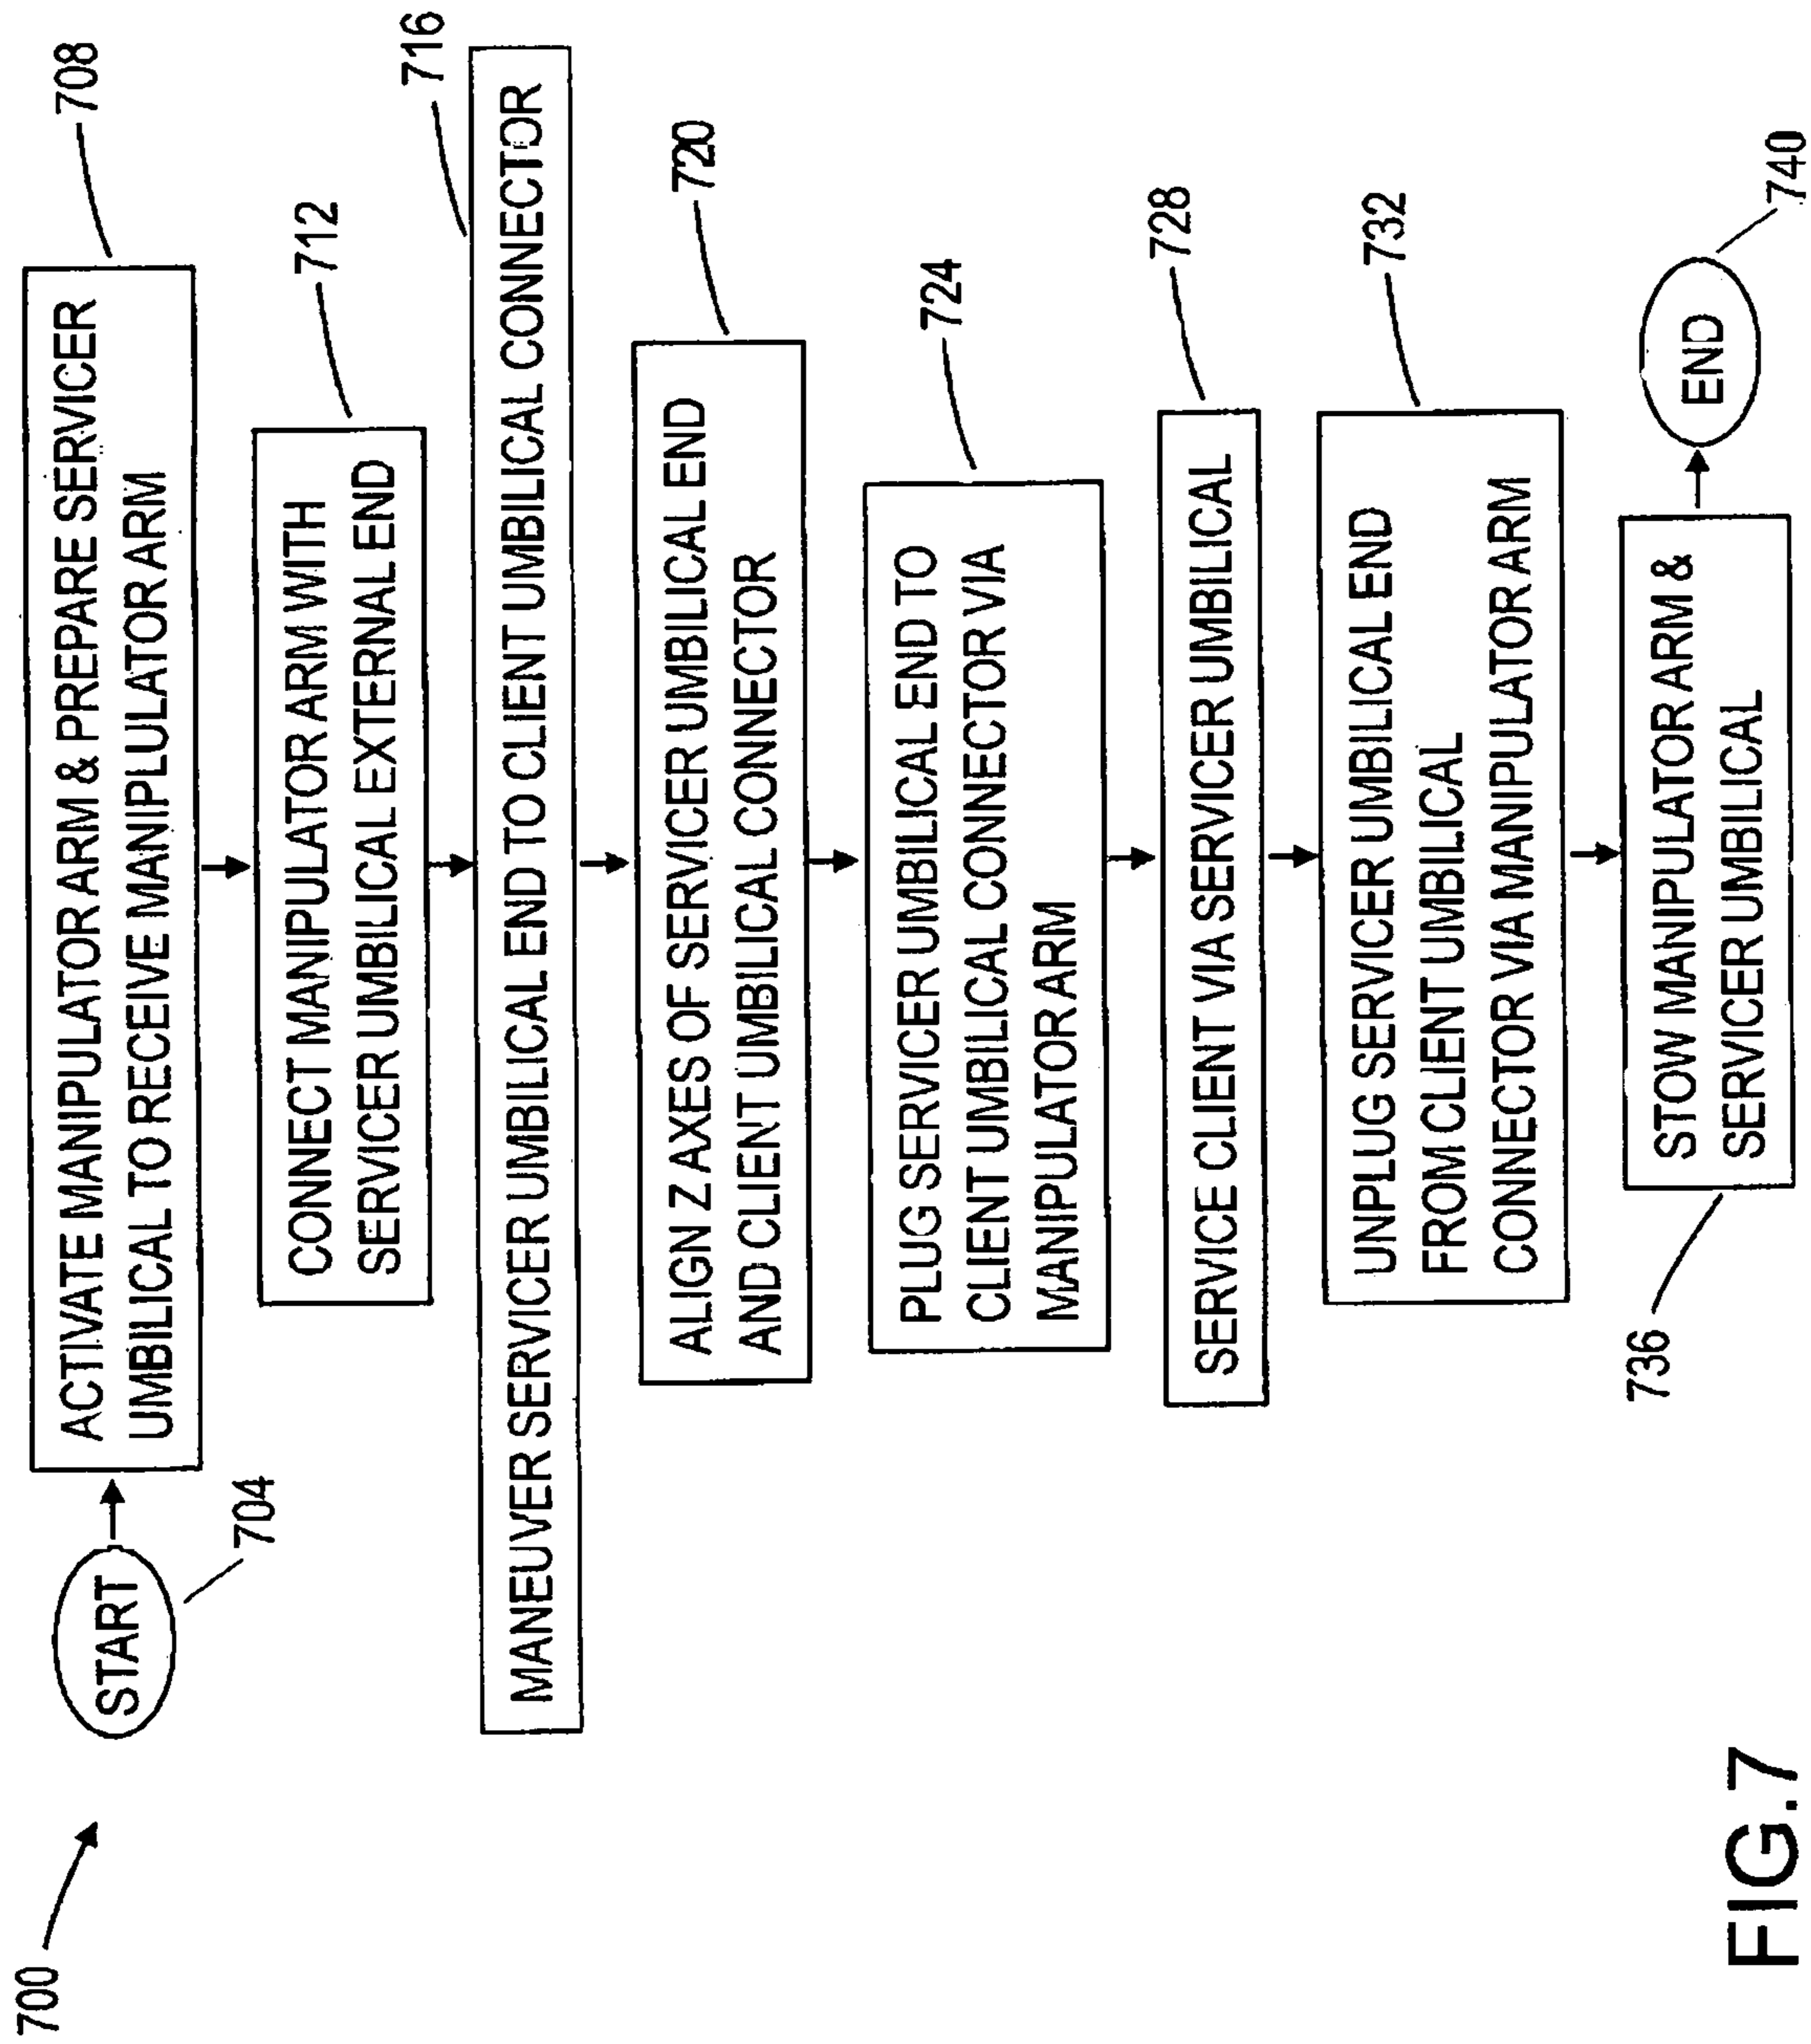 700
START
704
ACTIVATE MANIPULATOR ARM & PREPARE SERVICER
UMBILICAL TO RECEIVE MANIPLULATOR ARM
708
CONNECT MANIPULATOR ARM WITH
SERVICER UMBILICAL EXTERNAL END
712
MANEUVER SERVICER UMBILICAL END TO CLIENT UMBILICAL CONNECTOR
716
ALIGN Z AXES OF SERVICER UMBILICAL END
AND CLIENT UMBILICAL CONNECTOR
720
PLUG SERVICER UMBILICAL END TO
CLIENT UMBILICAL CONNECTOR VIA
MANIPULATOR ARM
724
SERVICE CLIENT VIA SERVICER UMBILICAL
728
UNPLUG SERVICER UMBILICAL END
FROM CLIENT UMBILICAL
CONNECTOR VIA MANIPULATOR ARM
732
STOW MANIPULATOR ARM &
SERVICER UMBILICAL
736
END
740
FIG.7